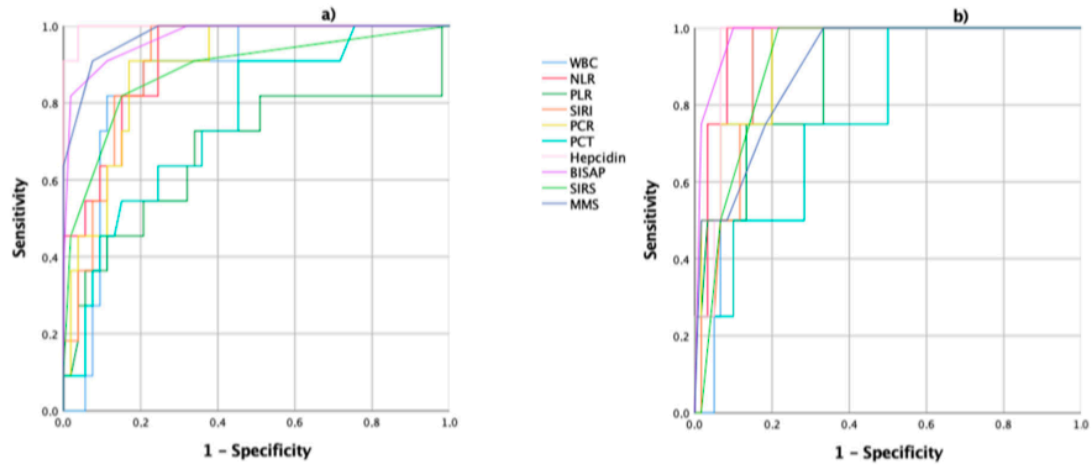 a)
1.0
0.8
0.6
0.4
0.2
0.0
Sensitivity
0.0 0.2 0.4 0.6 0.8 1.0
1 – Specificity
WBC
NLR
PLR
SIRI
PCR
PCT
Hepcidin
BISAP
SIRS
MMS
b)
1.0
0.8
0.6
0.4
0.2
0.0
Sensitivity
0.0 0.2 0.4 0.6 0.8 1.0
1 – Specificity